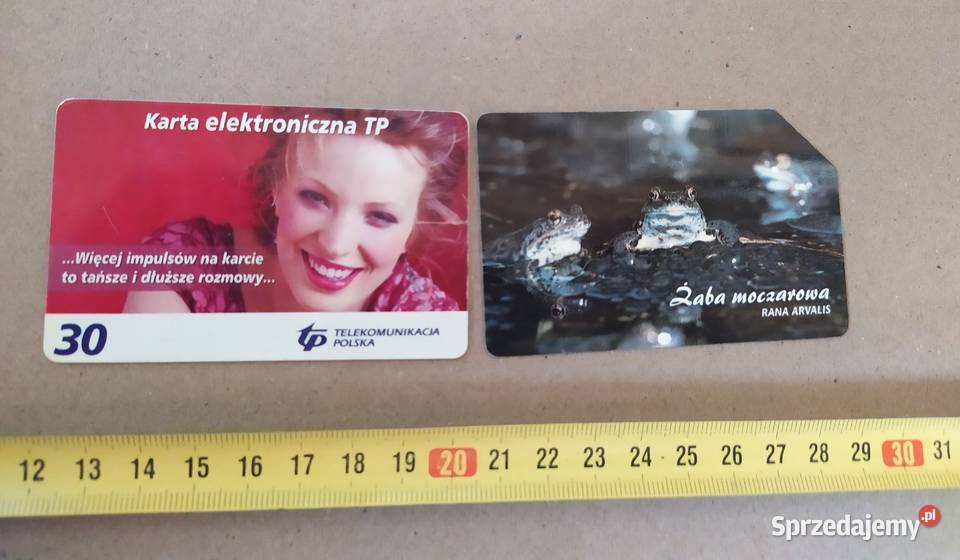 Karta elektroniczna TP
...Więcej impulsów na karcie
to tańsze i dłuższe rozmowy...
30
tp TELEKOMUNIKACJA
POLSKA
Żaba moczarowa
RANA ARVALIS
12 13 14 15 16 17 18 19 20 21 22 23 24 25 26 27 28 29 30 31
Sprzedajemy.pl